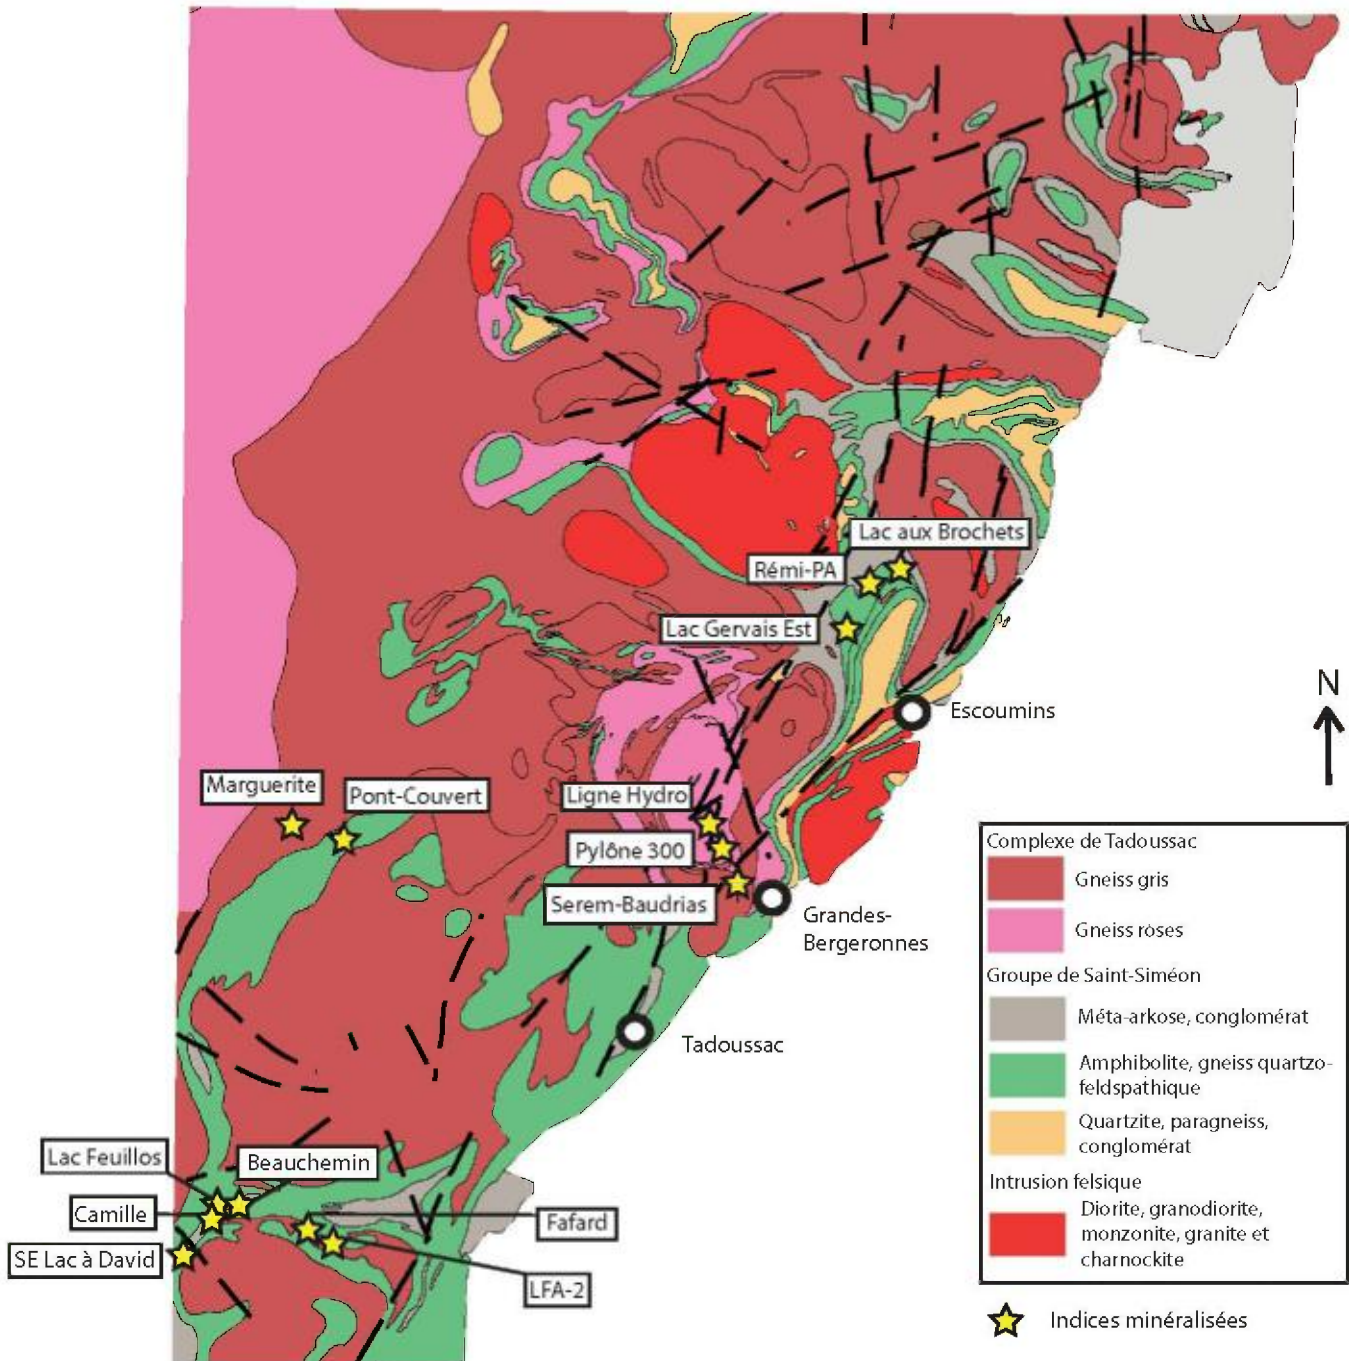 Lac aux Brochets
Rémi-PA
Lac Gervais Est
N
Escoumins
Marguerite
Pont-Couvert
Ligne Hydro
Pylône 300
Serem-Baudrias
Grandes-
Bergeronnes
Tadoussac
Lac Feuillos
Beauchemin
Camille
Fafard
SE Lac à David
LFA-2
Complexe de Tadoussac
Gneiss gris
Gneiss roses
Groupe de Saint-Siméon
Méta-arkose, conglomérat
Amphibolite, gneiss quartzo-
feldspathique
Quartzite, paragneiss,
conglomérat
Intrusion felsique
Diorite, granodiorite,
monzonite, granite et
charnockite
Indices minéralisées